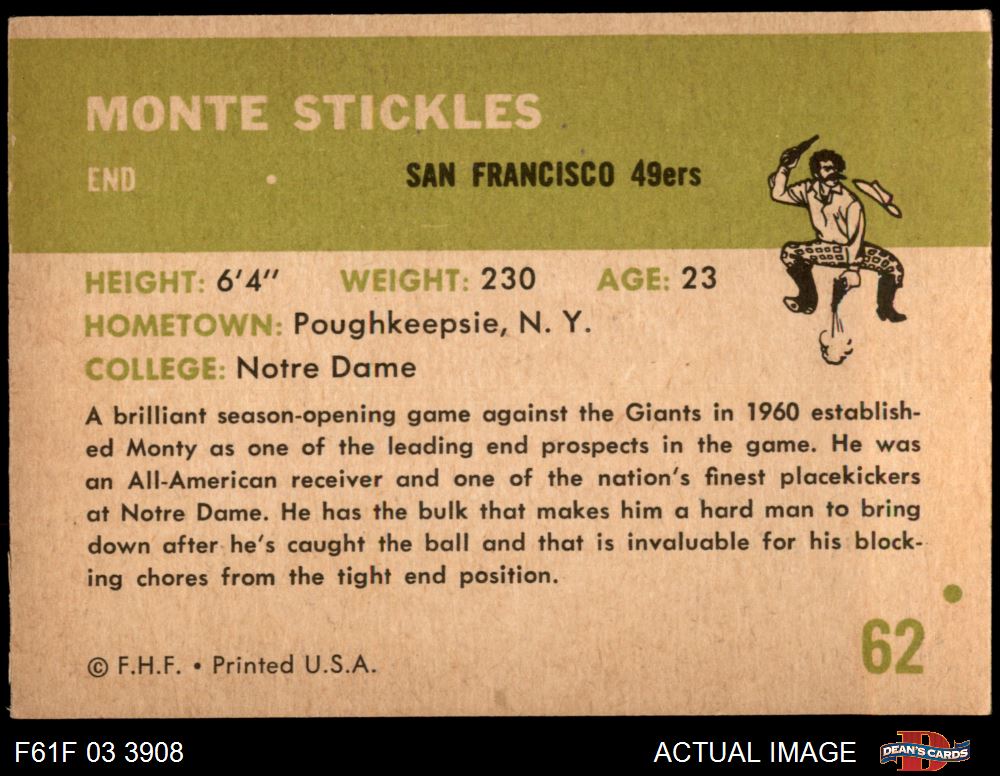 MONTE STICKLES
END
SAN FRANCISCO 49ers
HEIGHT: 6'4" WEIGHT: 230 AGE: 23
HOMETOWN: Poughkeepsie, N. Y.
COLLEGE: Notre Dame
A brilliant season-opening game against the Giants in 1960 establish-
ed Monty as one of the leading end prospects in the game. He was
an All-American receiver and one of the nation's finest placekickers
at Notre Dame. He has the bulk that makes him a hard man to bring
down after he's caught the ball and that is invaluable for his block-
ing chores from the tight end position.
62
© F.H.F. • Printed U.S.A.
F61F 03 3908
ACTUAL IMAGE
D
DEAN'S CARDS